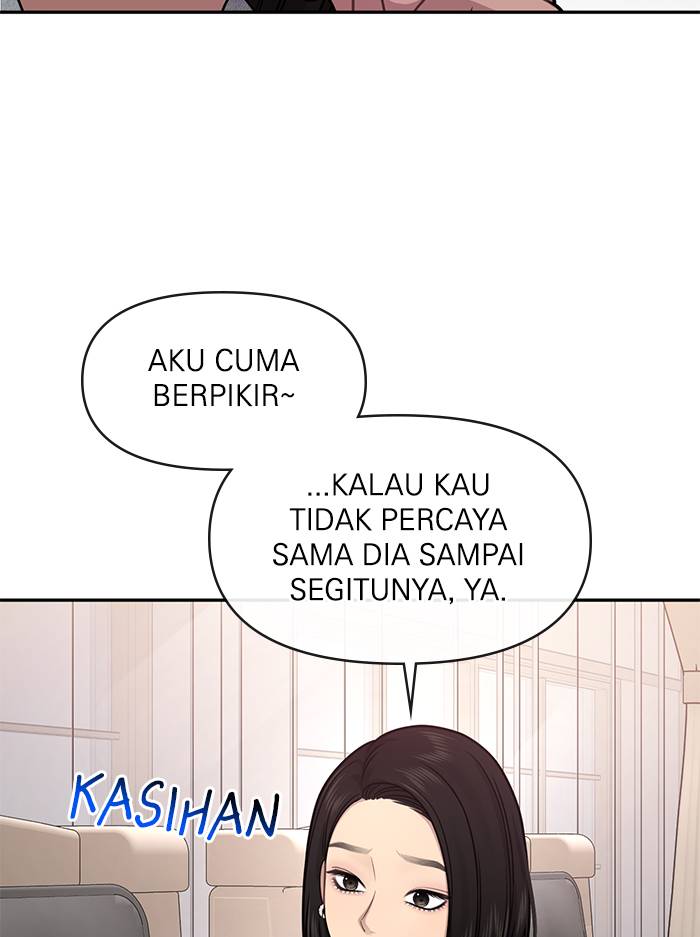 AKU CUMA
BERPIKIR~
...KALAU KAU
TIDAK PERCAYA
SAMA DIA SAMPAI
SEGITUNYA, YA.
KASIHAN